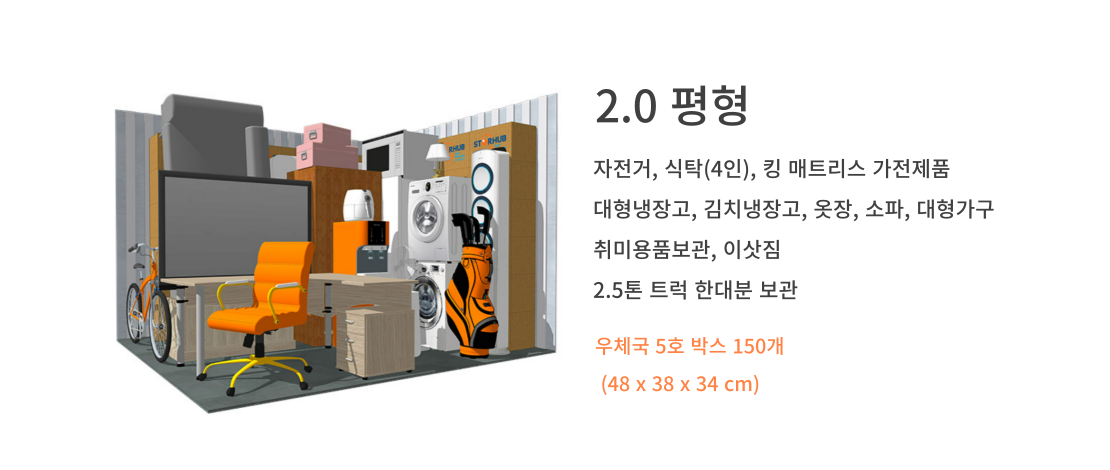 2.0 평형
자전거, 식탁(4인), 킹 매트리스 가전제품
대형냉장고, 김치냉장고, 옷장, 소파, 대형가구
취미용품보관, 이삿짐
2.5톤 트럭 한대분 보관
우체국 5호 박스 150개
(48 x 38 x 34 cm)
RHUB
ST RHUB